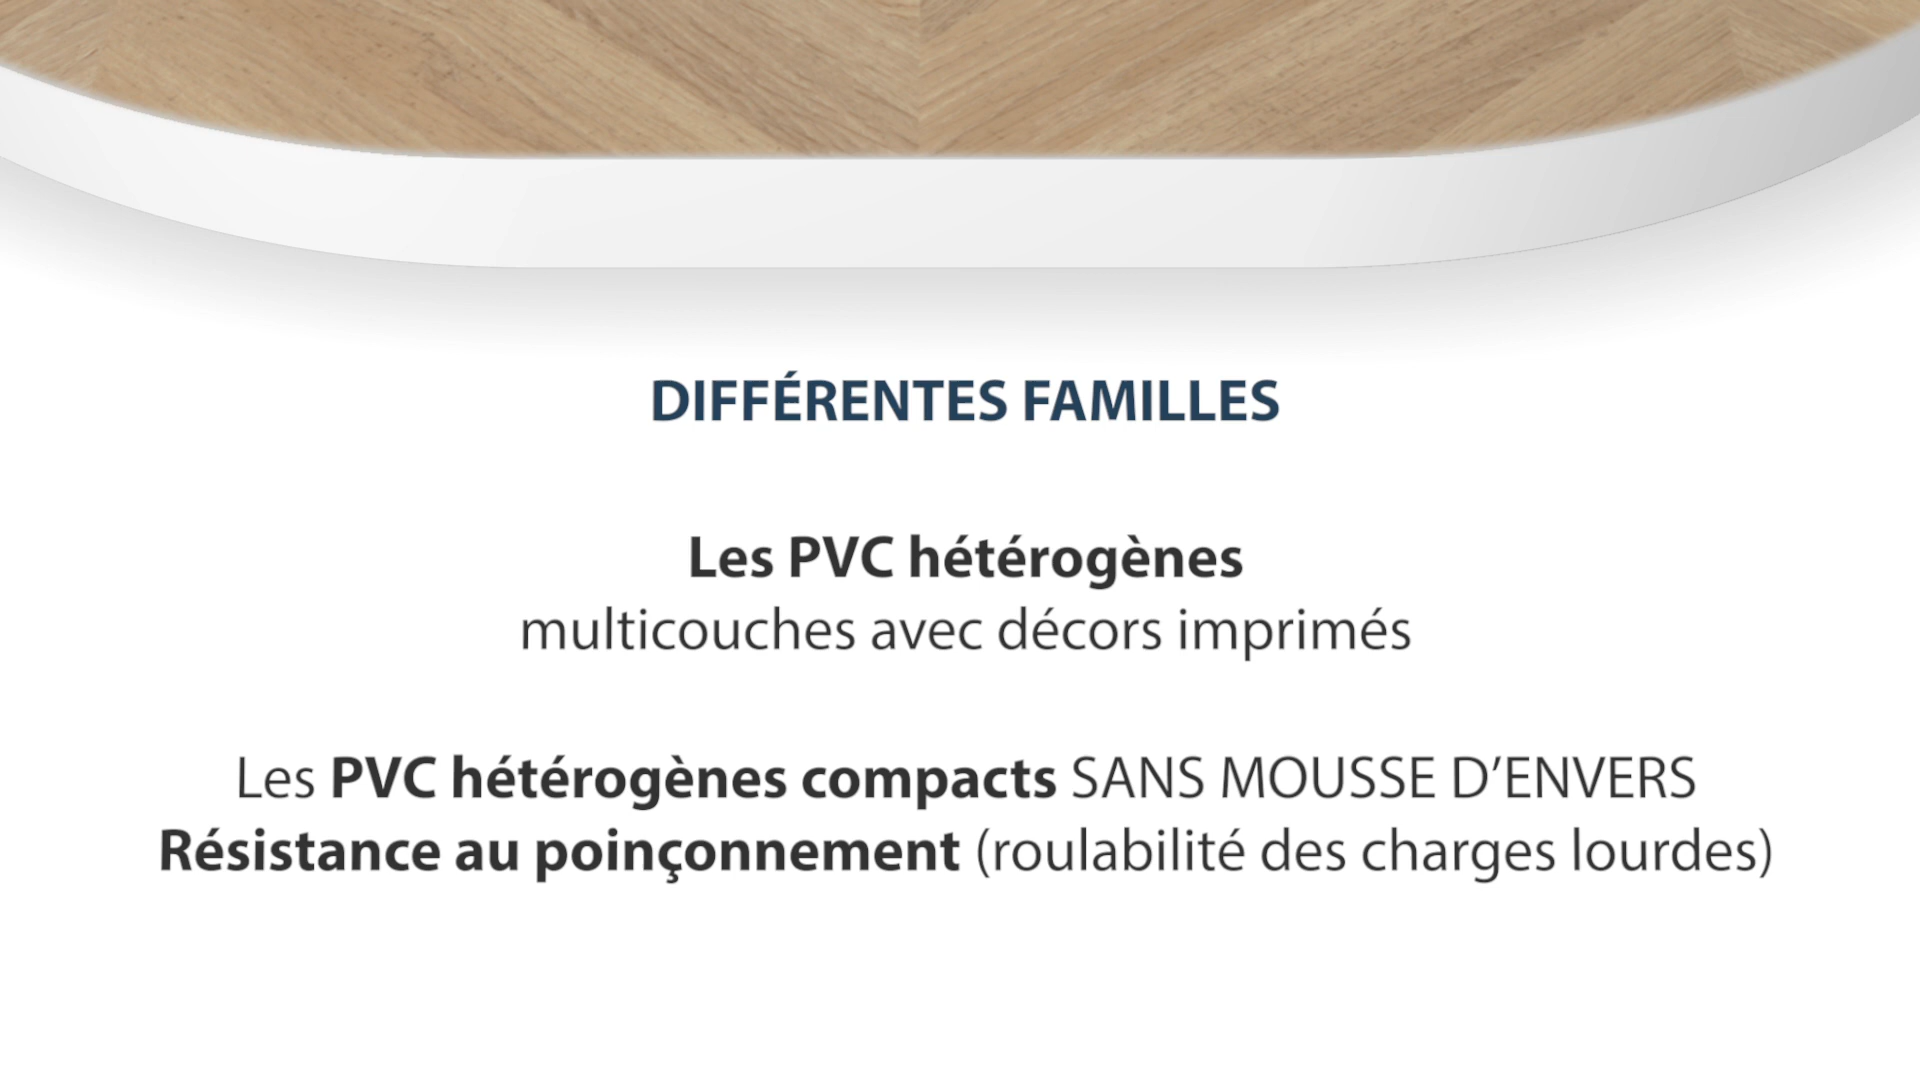 DIFFÉRENTES FAMILLES
Les PVC hétérogènes
multicouches avec décors imprimés
Les PVC hétérogènes compacts SANS MOUSSE D’ENVERS
Résistance au poinçonnement (roulabilité des charges lourdes)